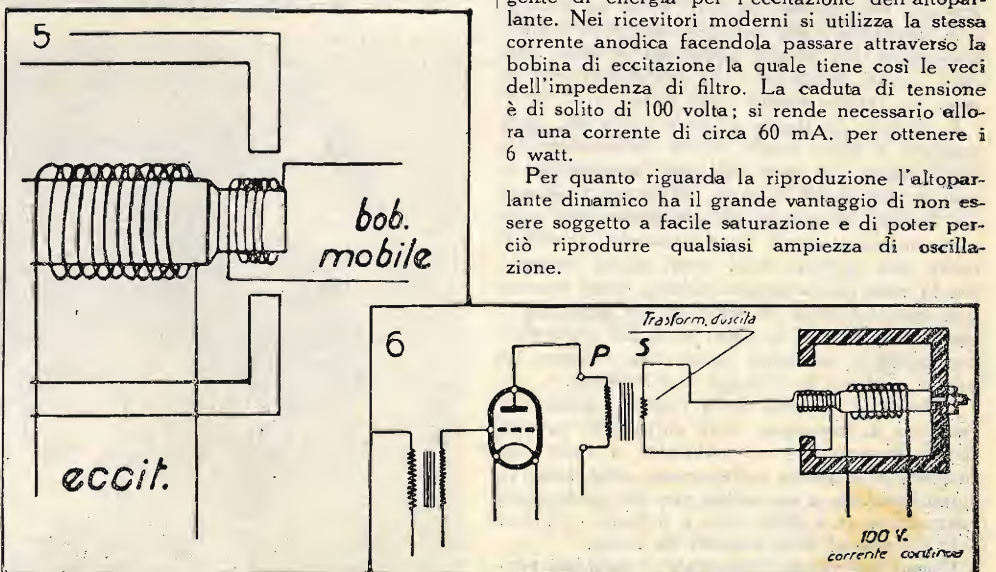 gente di energia per l'eccitazione dell'altopar-
lante. Nei ricevitori moderni si utilizza la stessa
corrente anodica facendola passare attraverso la
bobina di eccitazione la quale tiene così le veci
dell'impedenza di filtro. La caduta di tensione
è di solito di 100 volta; si rende necessario allo-
ra una corrente di circa 60 mA. per ottenere i
6 watt.
Per quanto riguarda la riproduzione l'altopar-
lante dinamico ha il grande vantaggio di non es-
sere soggetto a facile saturazione e di poter per-
ciò riprodurre qualsiasi ampiezza di oscilla-
zione.
5
bob.
mobile
eccit.
6
Trasform. d'uscita
P S
100 V.
corrente continua